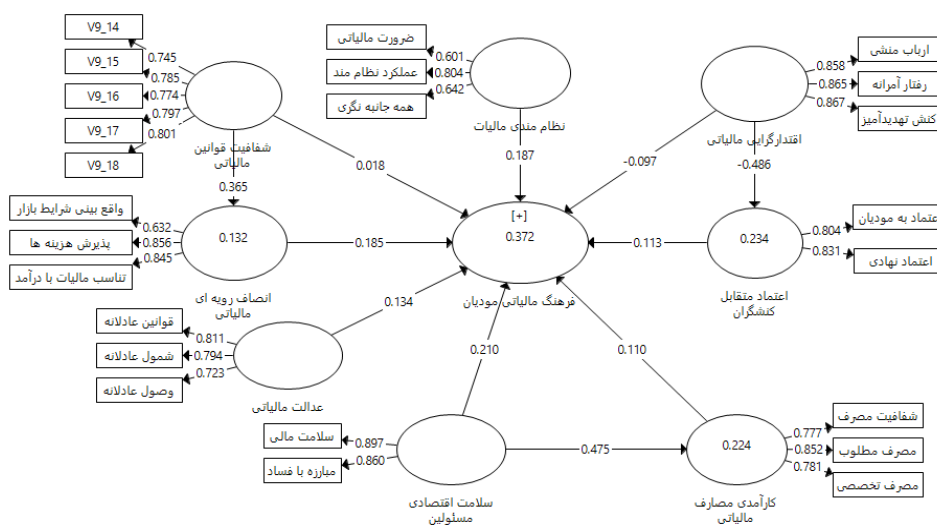 V9_14
V9_15
V9_16
V9_17
V9_18
0.745
0.785
0.774
0.797
0.801
شفافیت قوانین
مالیاتی
ضرورت مالیاتی
عملکرد نظام مند
همه جانبه نگری
0.601
0.804
0.642
نظام مندی مالیات
ارباب منشی
رفتار آمرانه
کنش تهدیدآمیز
0.858
0.865
0.867
اقتدارگرایی مالیاتی
0.365
0.018
0.187
-0.097
-0.486
واقع بینی شرایط بازار
پذیرش هزینه ها
تناسب مالیات با درآمد
0.632
0.856
0.845
0.132
انصاف رویه ای
مالیاتی
0.185
[+]
0.372
فرهنگ مالیاتی مودیان
0.113
0.234
اعتماد متقابل
کنشگران
عتماد به مودیان
اعتماد نهادی
0.804
0.831
قوانین عادلانه
شمول عادلانه
وصول عادلانه
0.811
0.794
0.723
عدالت مالیاتی
0.134
0.210
0.110
سلامت مالی
مبارزه با فساد
0.897
0.860
سلامت اقتصادی
مسئولین
0.475
0.224
کارآمدی مصارف
مالیاتی
شفافیت مصرف
مصرف مطلوب
مصرف تخصصی
0.777
0.852
0.781